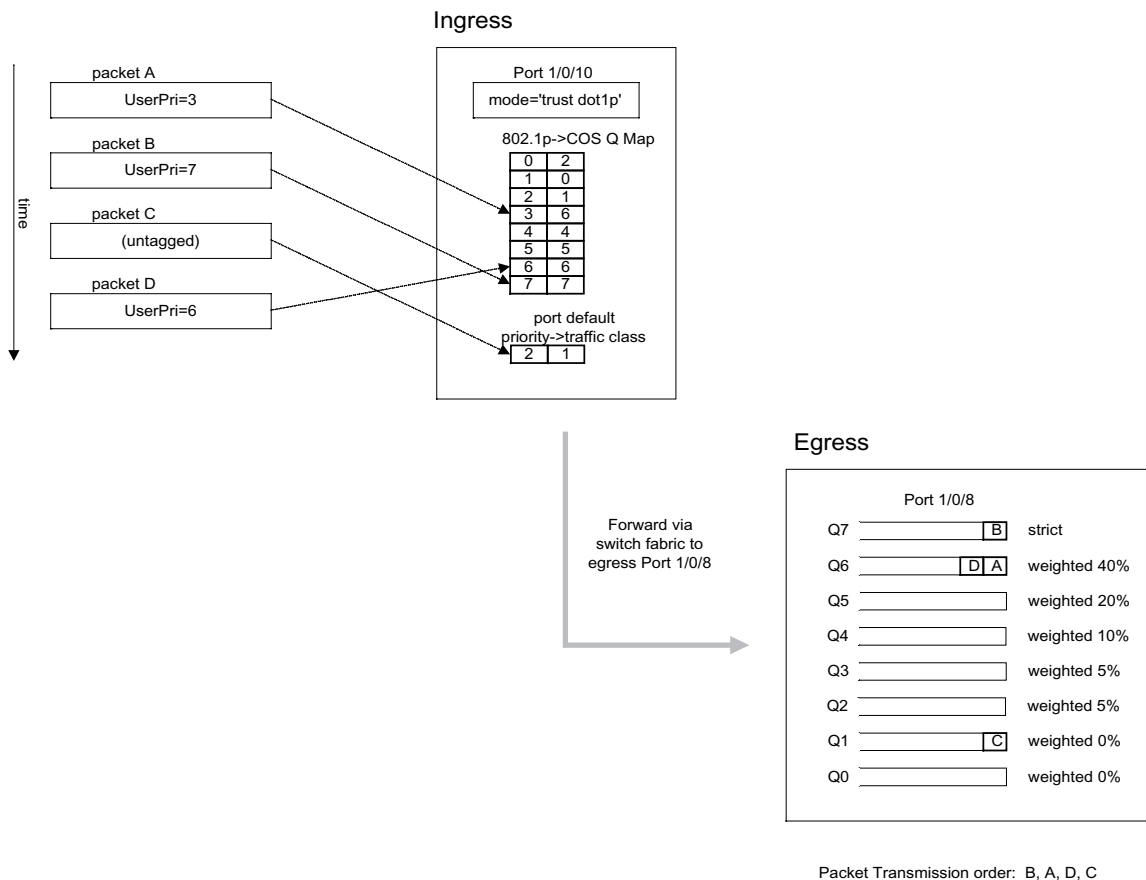 Ingress
time
packet A
UserPri=3
packet B
UserPri=7
packet C
(untagged)
packet D
UserPri=6
Port 1/0/10
mode='trust dot1p'
802.1p->COS Q Map
0 2
1 0
2 1
3 6
4 4
5 5
6 6
7 7
port default
priority->traffic class
2 1
Forward via
switch fabric to
egress Port 1/0/8
Egress
Port 1/0/8
Q7 B strict
Q6 D A weighted 40%
Q5 weighted 20%
Q4 weighted 10%
Q3 weighted 5%
Q2 weighted 5%
Q1 C weighted 0%
Q0 weighted 0%
Packet Transmission order: B, A, D, C